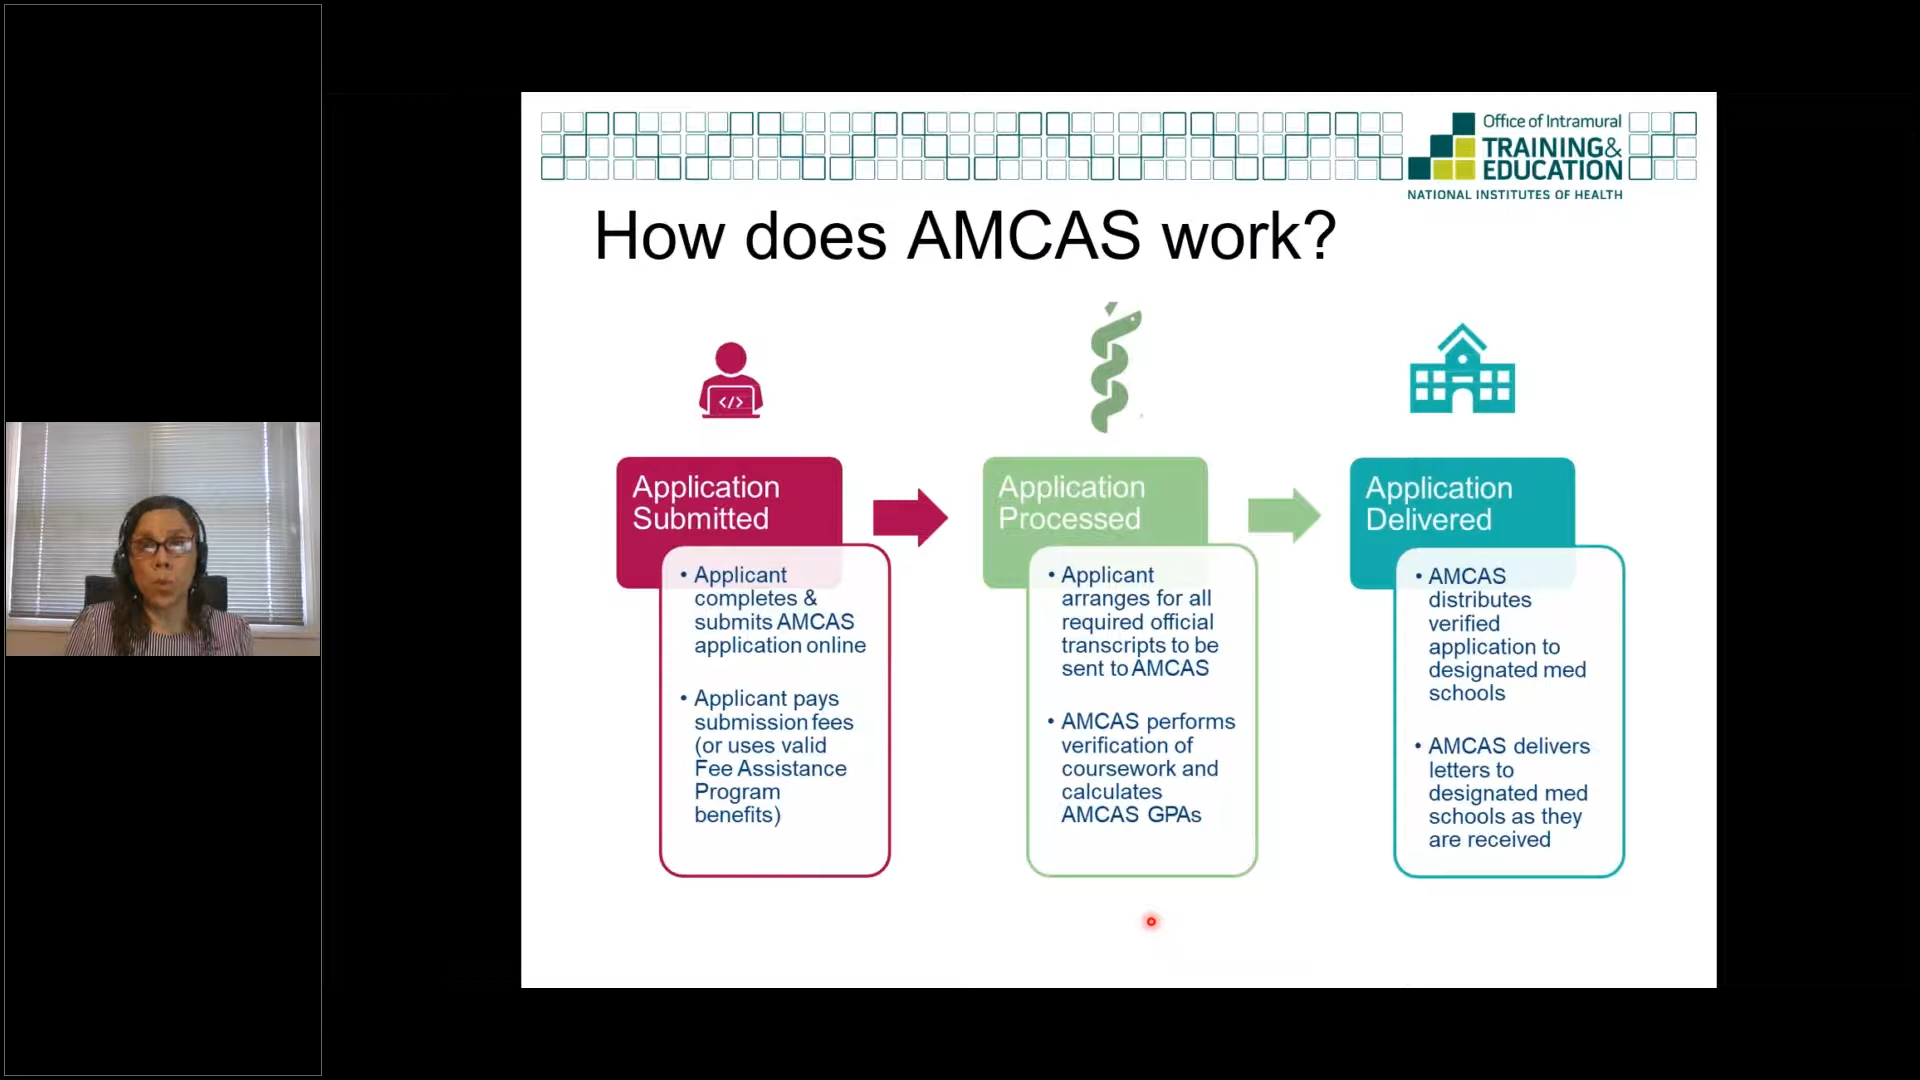 Office of Intramural
TRAINING&
EDUCATION
NATIONAL INSTITUTES OF HEALTH
How does AMCAS work?
</>
Application
Submitted
• Applicant
completes &
submits AMCAS
application online
• Applicant pays
submission fees
(or uses valid
Fee Assistance
Program
benefits)
Application
Processed
• Applicant
arranges for all
required official
transcripts to be
sent to AMCAS
• AMCAS performs
verification of
coursework and
calculates
AMCAS GPAs
Application
Delivered
• AMCAS
distributes
verified
application to
designated med
schools
• AMCAS delivers
letters to
designated med
schools as they
are received